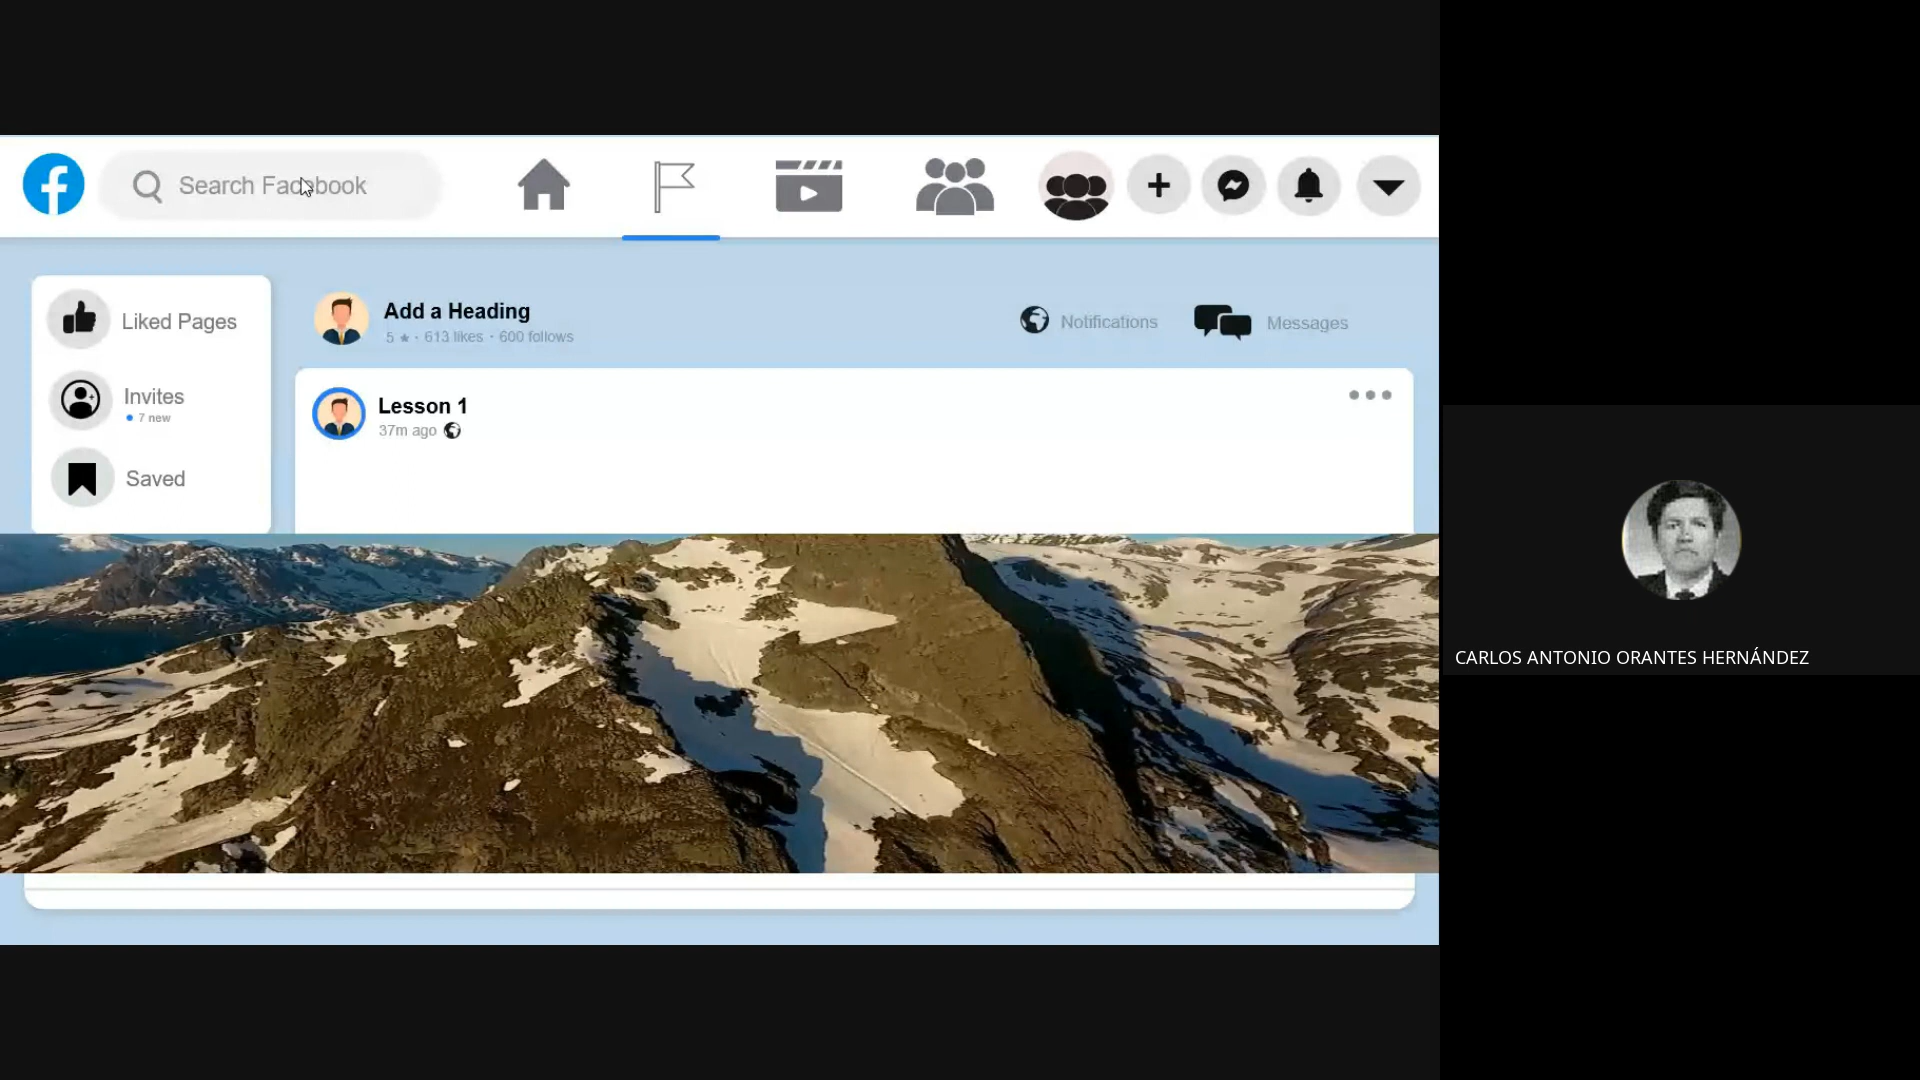 Search Facebook
Liked Pages
Invites
7 new
Saved
Add a Heading
5 ★ · 613 likes · 600 follows
Notifications
Messages
Lesson 1
37m ago
CARLOS ANTONIO ORANTES HERNÁNDEZ